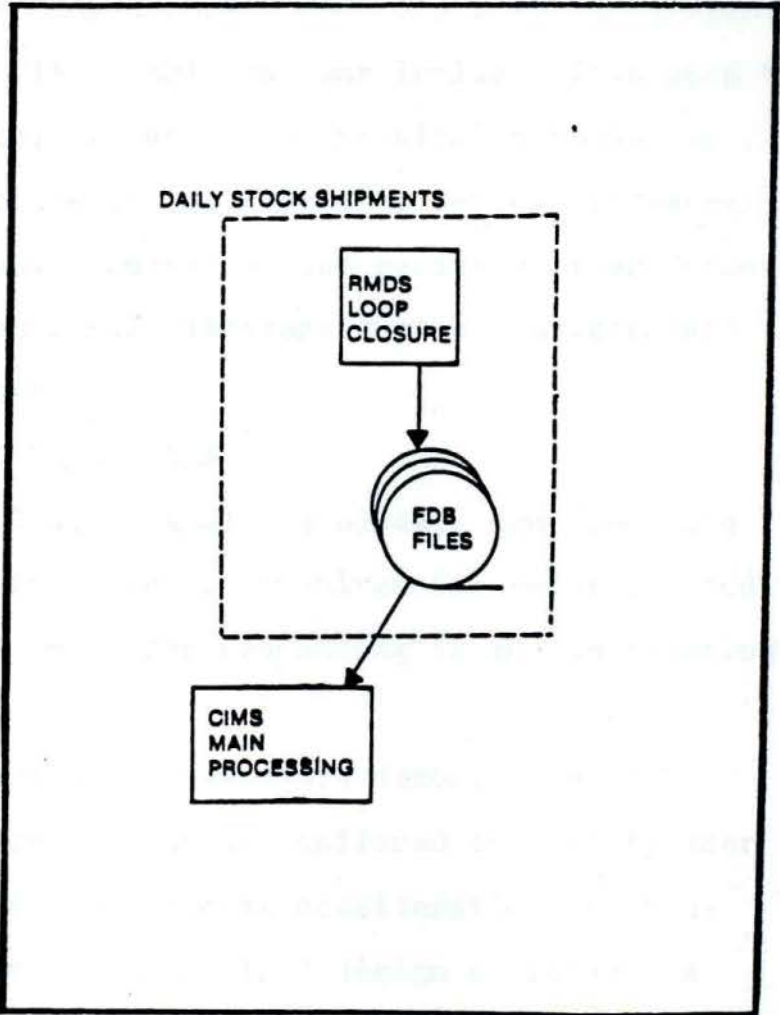 DAILY STOCK SHIPMENTS
RMDS
LOOP
CLOSURE
FDB
FILES
CIMS
MAIN
PROCESSING